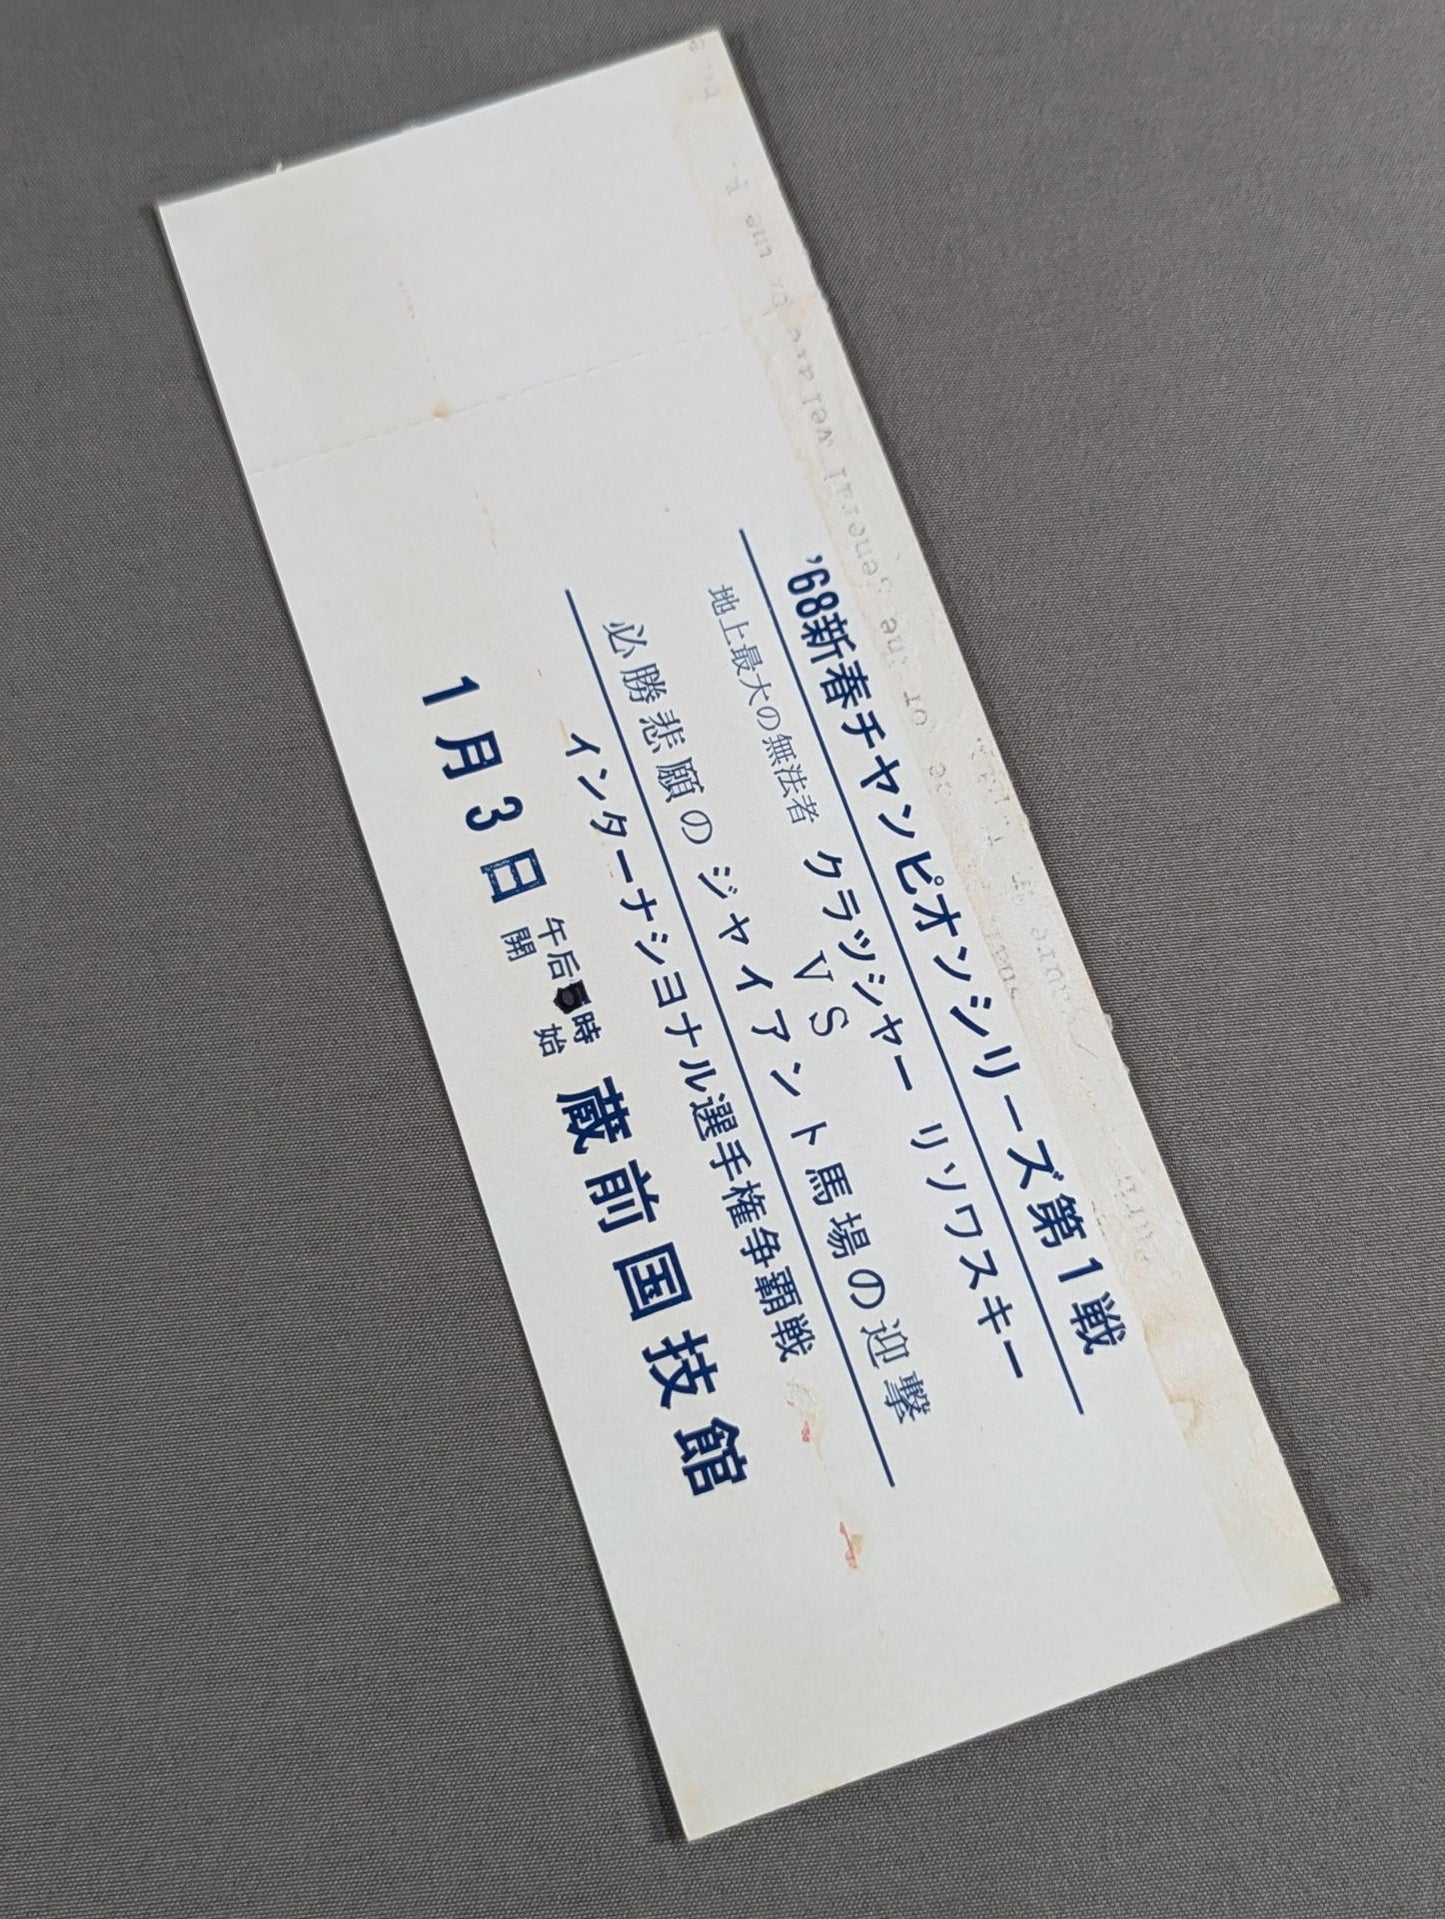 '68新春チャンピオンシリーズ第1戦
地上最大の無法者 クラッシャー リソワスキー
VS
必勝悲願のジャイアント馬場の迎撃
インターナショナル選手権争覇戦
1月3日 午后5時開始 蔵前国技館
general welfare